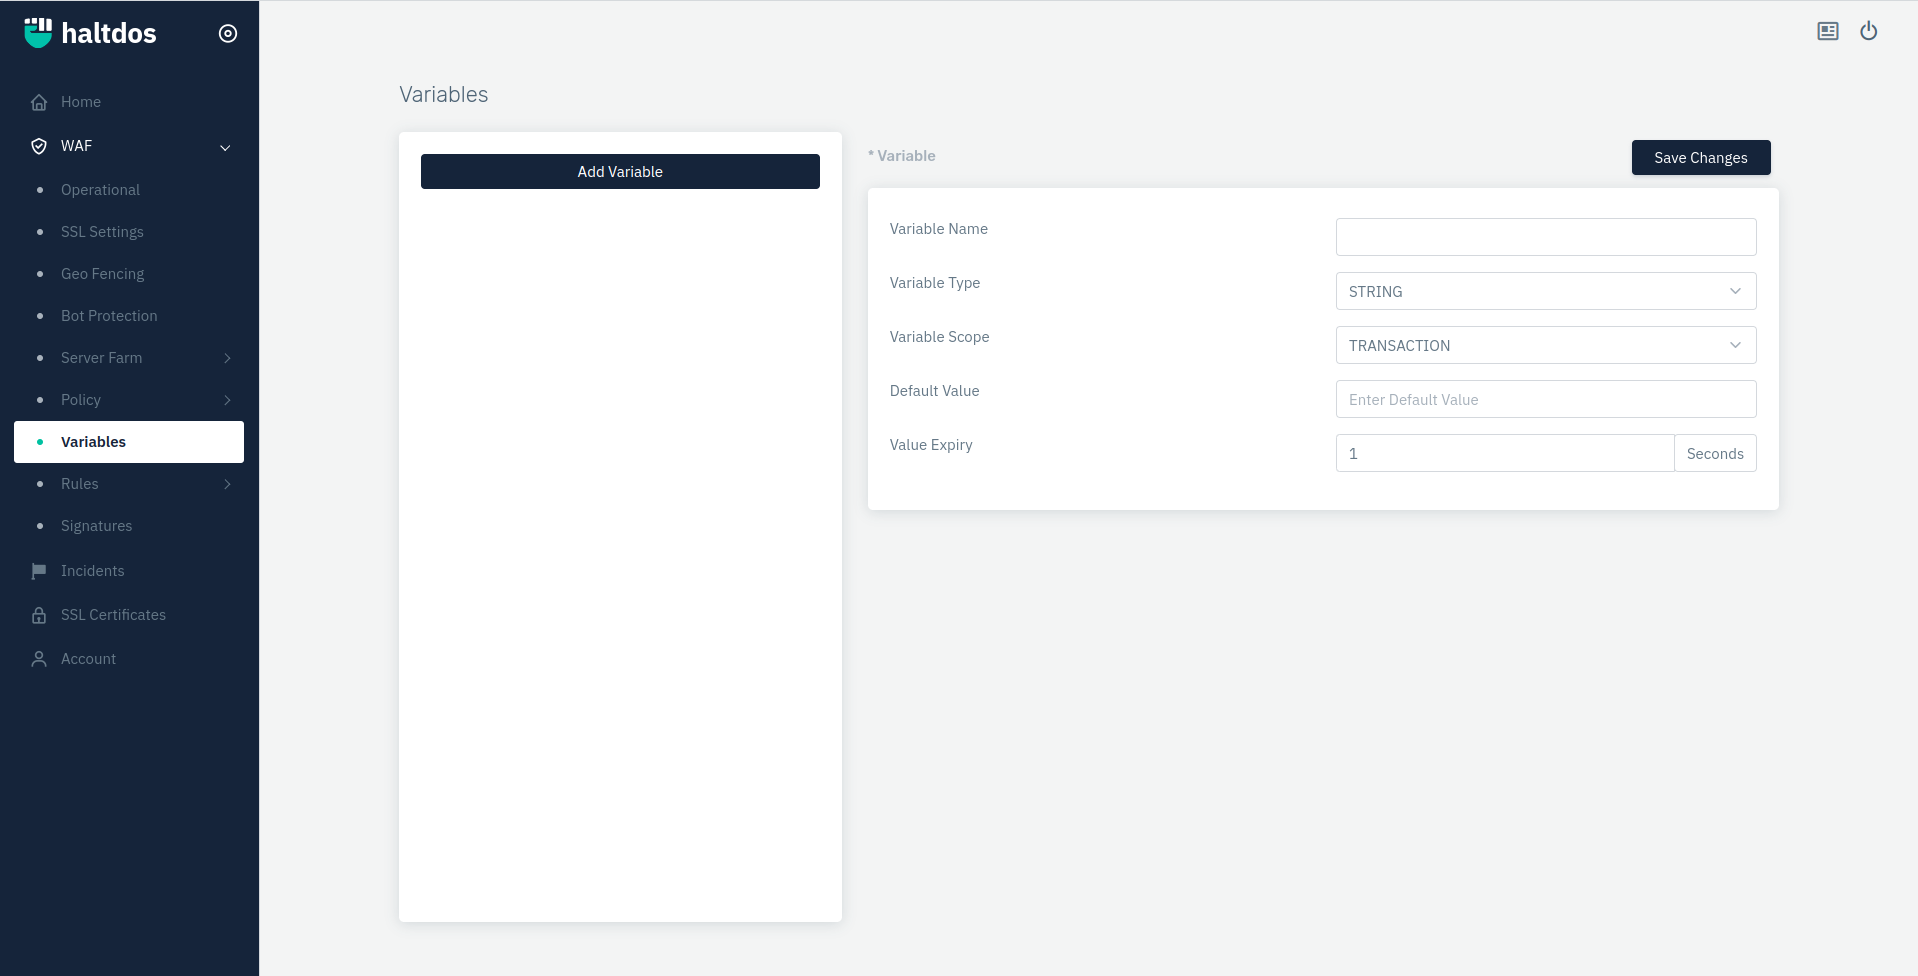 haltdos
Home
WAF
Operational
SSL Settings
Geo Fencing
Bot Protection
Server Farm
Policy
Variables
Rules
Signatures
Incidents
SSL Certificates
Account
Variables
Add Variable
* Variable
Save Changes
Variable Name
Variable Type
STRING
Variable Scope
TRANSACTION
Default Value
Enter Default Value
Value Expiry
1
Seconds